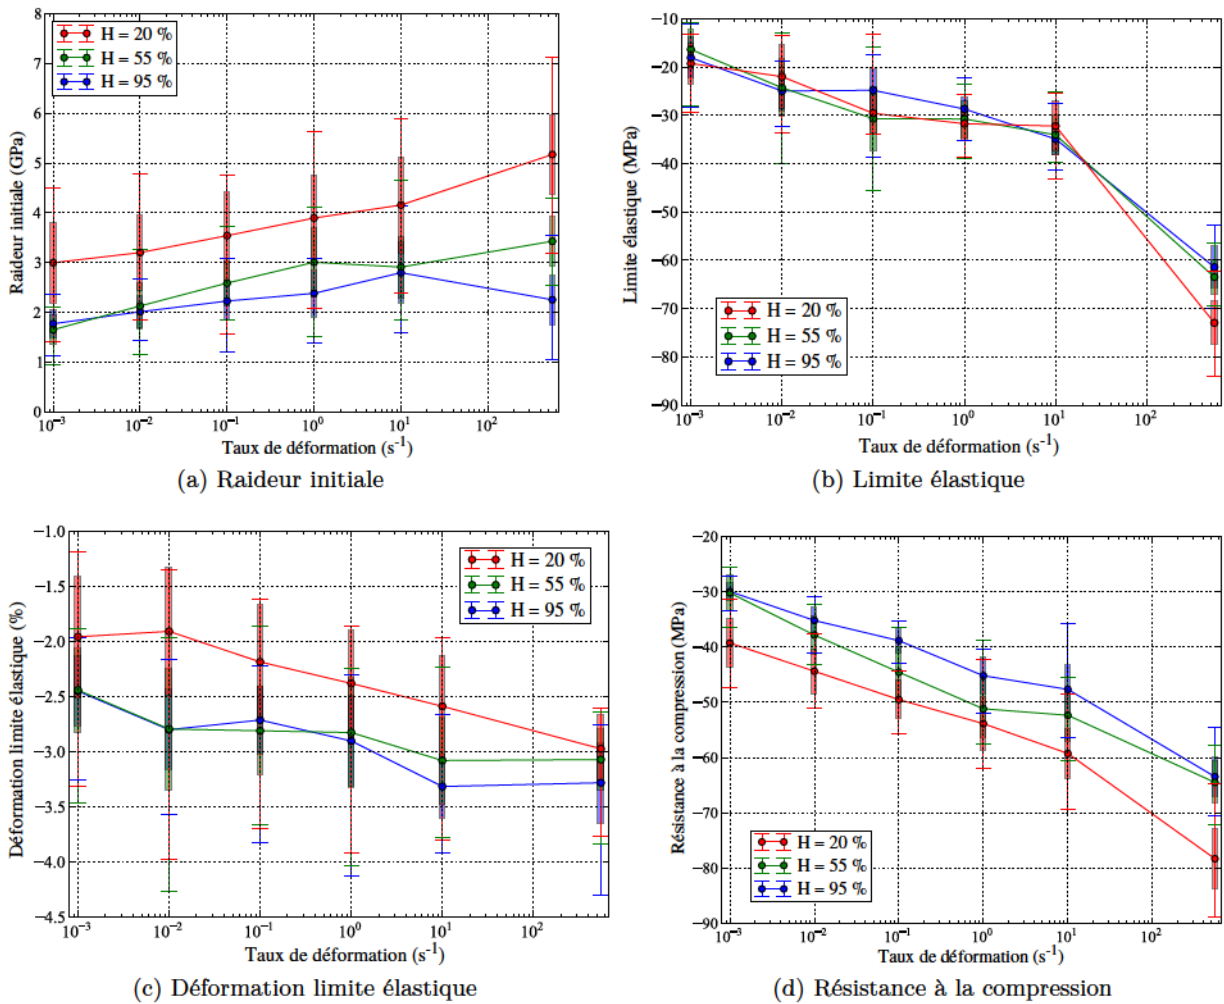 8
7
6
5
4
3
2
1
0
Raideur initiale (GPa)
H = 20 %
H = 55 %
H = 95 %
10⁻³ 10⁻² 10⁻¹ 10⁰ 10¹ 10²
Taux de déformation (s⁻¹)
(a) Raideur initiale
−10
−20
−30
−40
−50
−60
−70
−80
−90
Limite élastique (MPa)
H = 20 %
H = 55 %
H = 95 %
10⁻³ 10⁻² 10⁻¹ 10⁰ 10¹ 10²
Taux de déformation (s⁻¹)
(b) Limite élastique
−1.0
−1.5
−2.0
−2.5
−3.0
−3.5
−4.0
−4.5
Déformation limite élastique (%)
H = 20 %
H = 55 %
H = 95 %
10⁻³ 10⁻² 10⁻¹ 10⁰ 10¹ 10²
Taux de déformation (s⁻¹)
(c) Déformation limite élastique
−20
−30
−40
−50
−60
−70
−80
−90
Résistance à la compression (MPa)
H = 20 %
H = 55 %
H = 95 %
10⁻³ 10⁻² 10⁻¹ 10⁰ 10¹ 10²
Taux de déformation (s⁻¹)
(d) Résistance à la compression